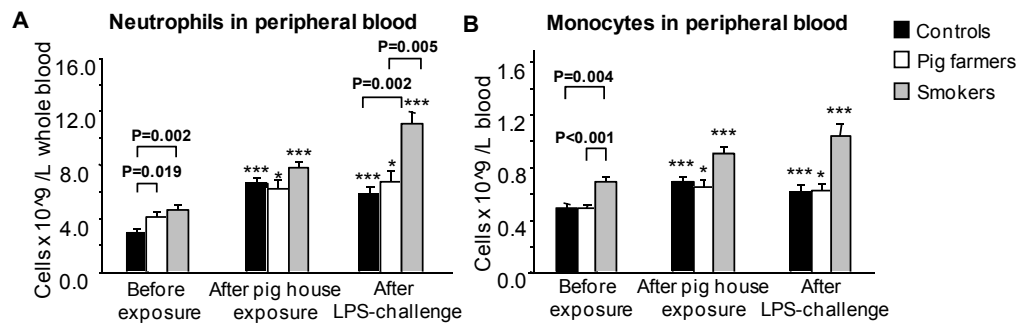 A
Neutrophils in peripheral blood
Cells x 10^9 /L whole blood
16.0
12.0
8.0
4.0
0.0
P=0.005
P=0.002
P=0.002
P=0.019
***
*
***
***
*
***
Before
exposure
After pig house
exposure
After
LPS-challenge
B
Monocytes in peripheral blood
Cells x 10^9 /L blood
1.6
1.2
0.8
0.4
0.0
P=0.004
P<0.001
***
*
***
***
*
***
Before
exposure
After pig house
exposure
After
LPS-challenge
Controls
Pig farmers
Smokers